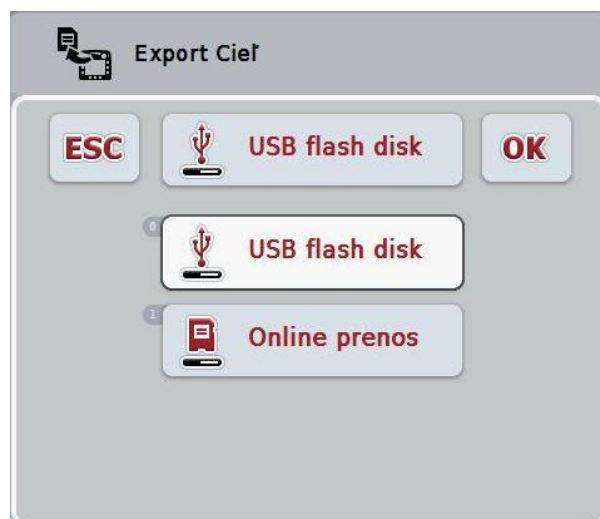 Export Cieľ
ESC
USB flash disk
OK
0
USB flash disk
1
Online prenos